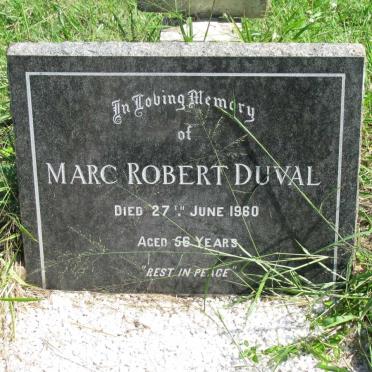 In Loving Memory
of
MARC ROBERT DUVAL
DIED 27TH JUNE 1960
AGED 56 YEARS
"REST IN PEACE"